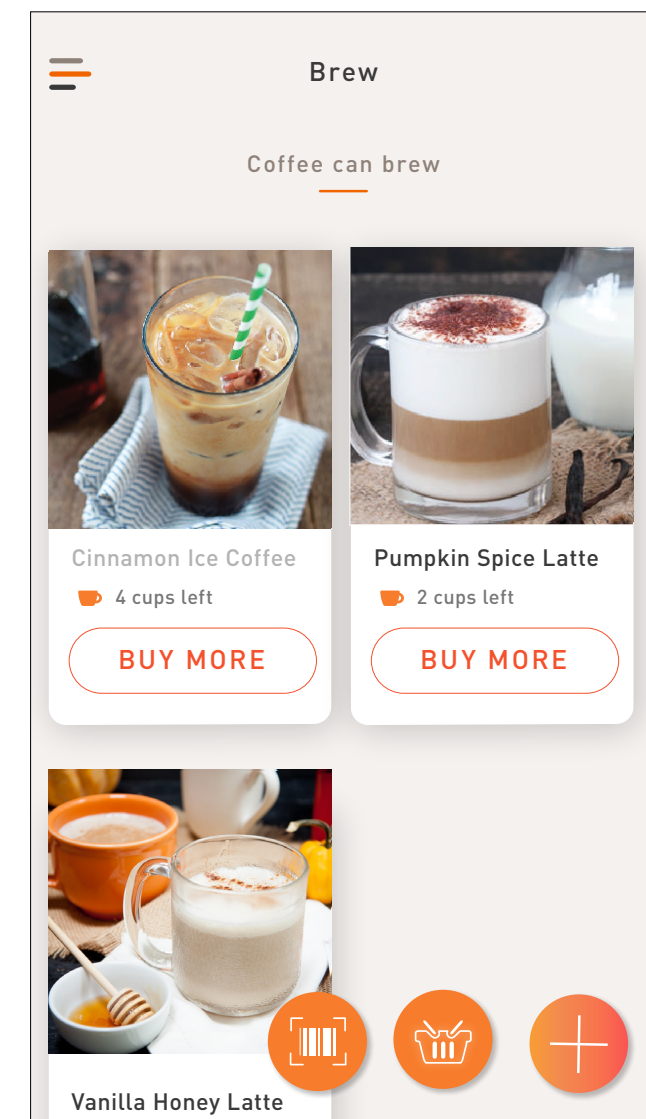 Brew
Coffee can brew
Cinnamon Ice Coffee
4 cups left
BUY MORE
Pumpkin Spice Latte
2 cups left
BUY MORE
Vanilla Honey Latte